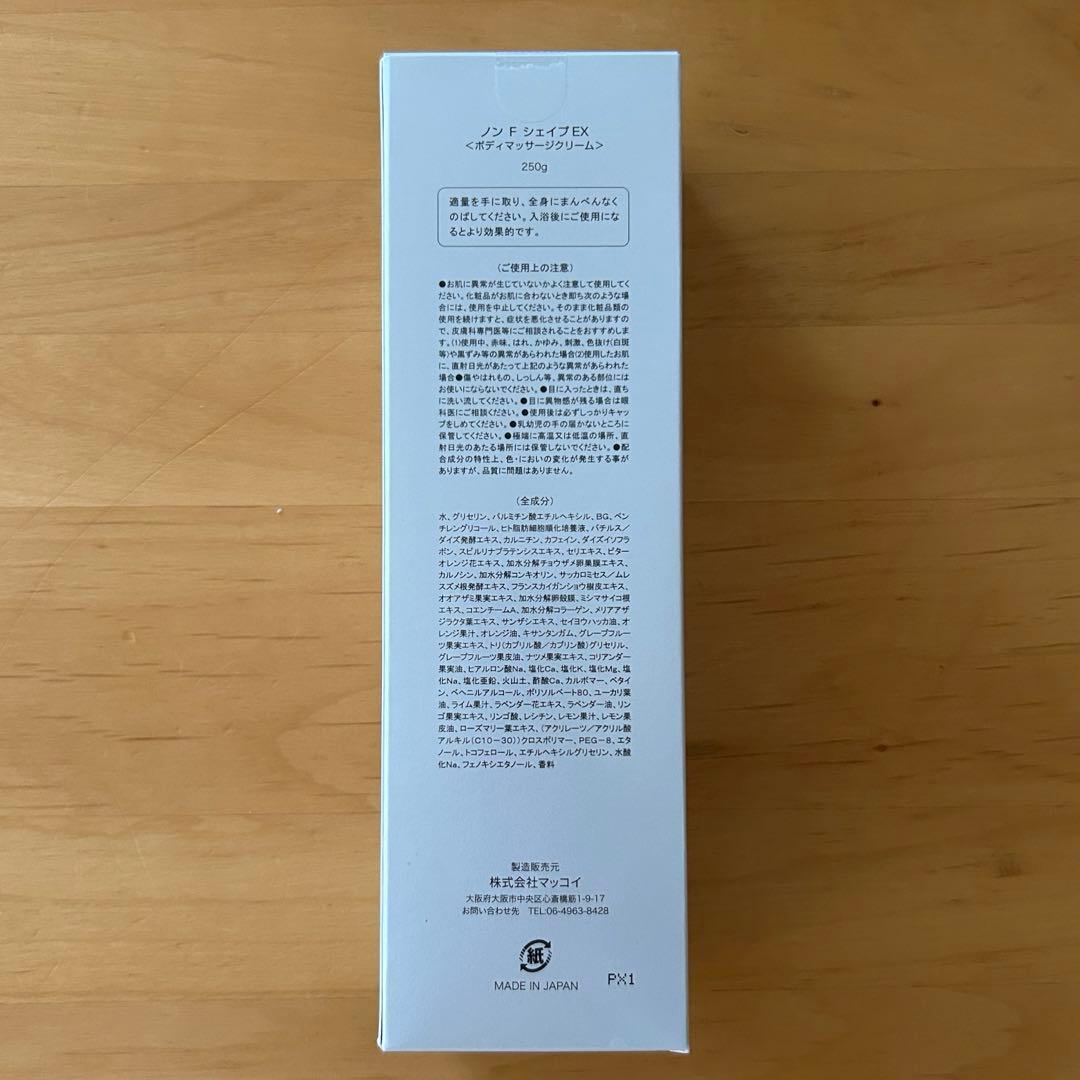 ノン F シェイプEX
＜ボディマッサージクリーム＞
250g
適量を手に取り、全身にまんべんなく
のばしてください。入浴後にご使用にな
るとより効果的です。
（ご使用上の注意）
●お肌に異常が生じていないかよく注意して使用してく
ださい。化粧品がお肌に合わないとき即ち次のような場
合には、使用を中止してください。そのまま化粧品類の
使用を続けますと、症状を悪化させることがありますの
で、皮膚科専門医等にご相談されることをおすすめしま
す。(1)使用中、赤味、はれ、かゆみ、刺激、色抜け(白斑
等)や黒ずみ等の異常があらわれた場合(2)使用したお肌
に、直射日光があたって上記のような異常があらわれた
場合●傷やはれもの、しっしん等、異常のある部位には
お使いにならないでください。●目に入ったときは、直ち
に洗い流してください。●目に異物感が残る場合は眼
科医にご相談ください。●使用後は必ずしっかりキャッ
プをしめてください。●乳幼児の手の届かないところに
保管してください。●極端に高温又は低温の場所、直
射日光のあたる場所には保管しないでください。●配
合成分の特性上、色・においの変化が発生する事が
ありますが、品質に問題はありません。
（全成分）
水、グリセリン、パルミチン酸エチルヘキシル、BG、ペン
チレングリコール、ヒト脂肪細胞順化培養液、バチルス／
ダイズ発酵エキス、カルニチン、カフェイン、ダイズイソフラ
ボン、スピルリナプラテンシスエキス、セリエキス、ビター
オレンジ花エキス、加水分解チョウザメ卵巣膜エキス、
カルノシン、加水分解コンキオリン、サッカロミセス／ムレ
スズメ根発酵エキス、フランスカイガンショウ樹皮エキス、
オオアザミ果実エキス、加水分解卵殻膜、ミシマサイコ根
エキス、コエンチームA、加水分解コラーゲン、メリアアザ
ジラクタ葉エキス、サンザシエキス、セイヨウハッカ油、オ
レンジ果汁、オレンジ油、キサンタンガム、グレープフルー
ツ果実エキス、トリ(カプリル酸／カプリン酸)グリセリル、
グレープフルーツ果皮油、ナツメ果実エキス、コリアンダー
果実油、ヒアルロン酸Na、塩化Ca、塩化K、塩化Mg、塩
化Na、塩化亜鉛、火山土、酢酸Ca、カルボマー、ベタイ
ン、ベヘニルアルコール、ポリソルベート80、ユーカリ葉
油、ライム果汁、ラベンダー花エキス、ラベンダー油、リン
ゴ果実エキス、リンゴ酸、レシチン、レモン果汁、レモン果
皮油、ローズマリー葉エキス、（アクリレーツ／アクリル酸
アルキル(C10－30)）クロスポリマー、PEG－8、エタ
ノール、トコフェロール、エチルヘキシルグリセリン、水酸
化Na、フェノキシエタノール、香料
製造販売元
株式会社マッコイ
大阪府大阪市中央区心斎橋筋1-9-17
お問い合わせ先 TEL:06-4963-8428
紙
MADE IN JAPAN
PX1